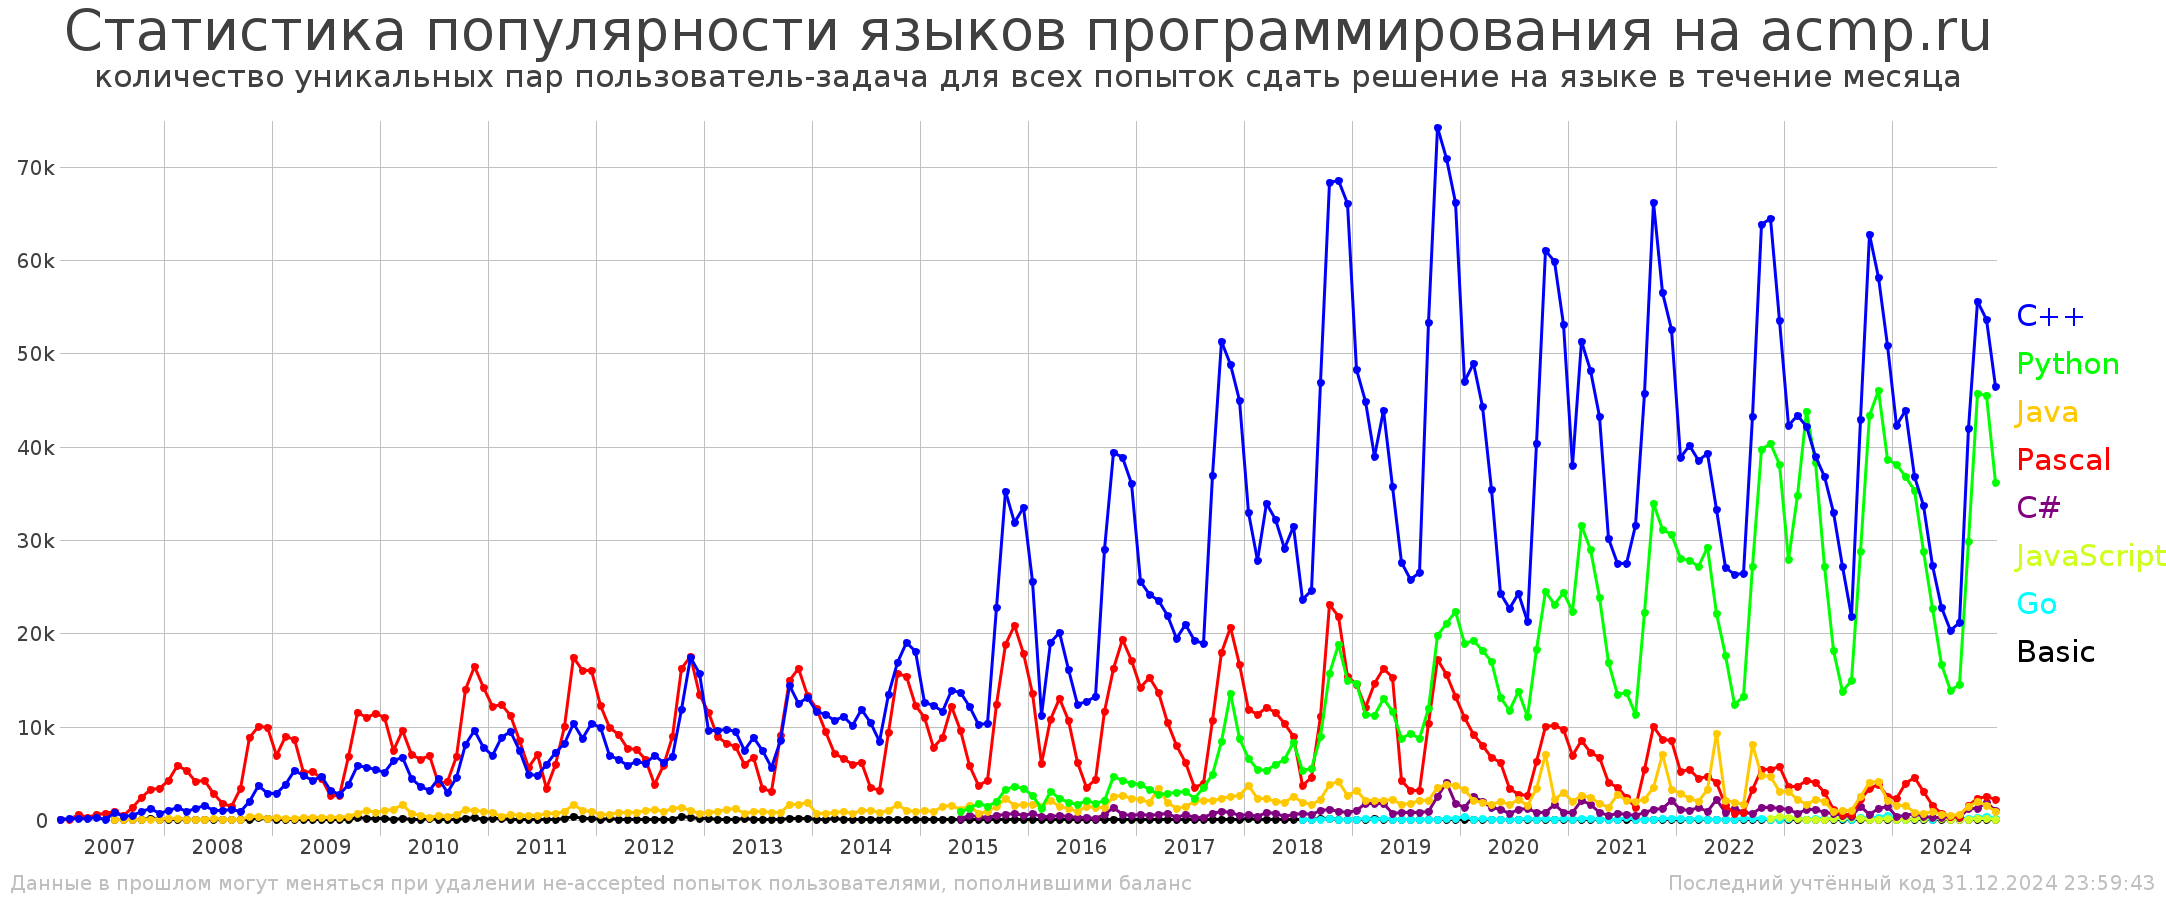 Статистика популярности языков программирования на acmp.ru
количество уникальных пар пользователь-задача для всех попыток сдать решение на языке в течение месяца
70k
60k
50k
40k
30k
20k
10k
0
C++
Python
Java
Pascal
C#
JavaScript
Go
Basic
2007 2008 2009 2010 2011 2012 2013 2014 2015 2016 2017 2018 2019 2020 2021 2022 2023 2024
Данные в прошлом могут меняться при удалении не-accepted попыток пользователями, пополнившими баланс
Последний учтённый код 31.12.2024 23:59:43